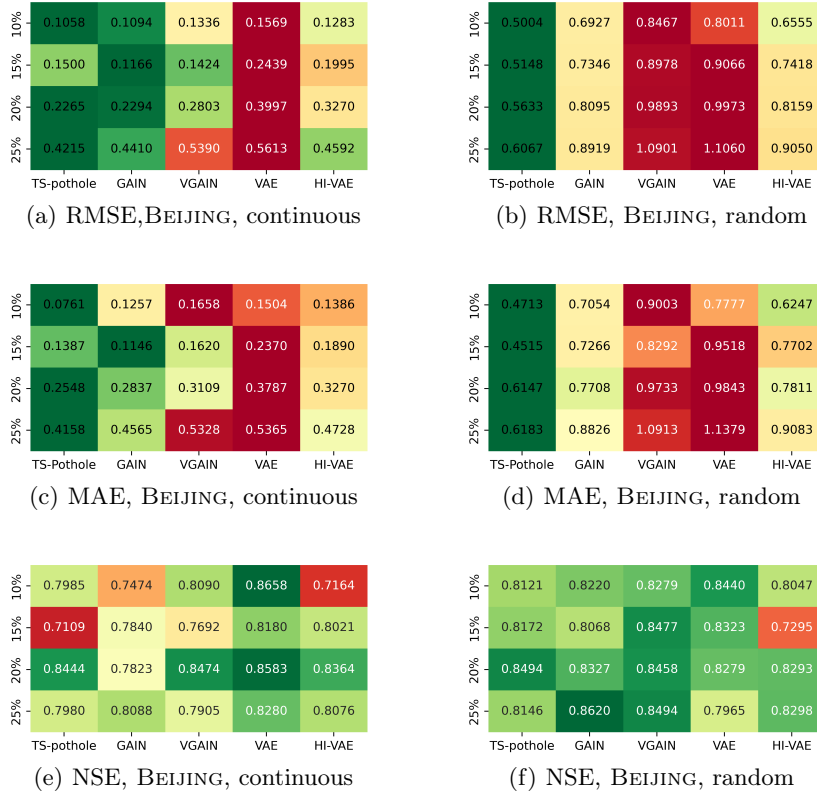 10% 0.1058 0.1094 0.1336 0.1569 0.1283
15% 0.1500 0.1166 0.1424 0.2439 0.1995
20% 0.2265 0.2294 0.2803 0.3997 0.3270
25% 0.4215 0.4410 0.5390 0.5613 0.4592
TS-pothole GAIN VGAIN VAE HI-VAE
(a) RMSE,BEIJING, continuous
10% 0.5004 0.6927 0.8467 0.8011 0.6555
15% 0.5148 0.7346 0.8978 0.9066 0.7418
20% 0.5633 0.8095 0.9893 0.9973 0.8159
25% 0.6067 0.8919 1.0901 1.1060 0.9050
TS-pothole GAIN VGAIN VAE HI-VAE
(b) RMSE, BEIJING, random
10% 0.0761 0.1257 0.1658 0.1504 0.1386
15% 0.1387 0.1146 0.1620 0.2370 0.1890
20% 0.2548 0.2837 0.3109 0.3787 0.3270
25% 0.4158 0.4565 0.5328 0.5365 0.4728
TS-Pothole GAIN VGAIN VAE HI-VAE
(c) MAE, BEIJING, continuous
10% 0.4713 0.7054 0.9003 0.7777 0.6247
15% 0.4515 0.7266 0.8292 0.9518 0.7702
20% 0.6147 0.7708 0.9733 0.9843 0.7811
25% 0.6183 0.8826 1.0913 1.1379 0.9083
TS-Pothole GAIN VGAIN VAE HI-VAE
(d) MAE, BEIJING, random
10% 0.7985 0.7474 0.8090 0.8658 0.7164
15% 0.7109 0.7840 0.7692 0.8180 0.8021
20% 0.8444 0.7823 0.8474 0.8583 0.8364
25% 0.7980 0.8088 0.7905 0.8280 0.8076
TS-pothole GAIN VGAIN VAE HI-VAE
(e) NSE, BEIJING, continuous
10% 0.8121 0.8220 0.8279 0.8440 0.8047
15% 0.8172 0.8068 0.8477 0.8323 0.7295
20% 0.8494 0.8327 0.8458 0.8279 0.8293
25% 0.8146 0.8620 0.8494 0.7965 0.8298
TS-pothole GAIN VGAIN VAE HI-VAE
(f) NSE, BEIJING, random